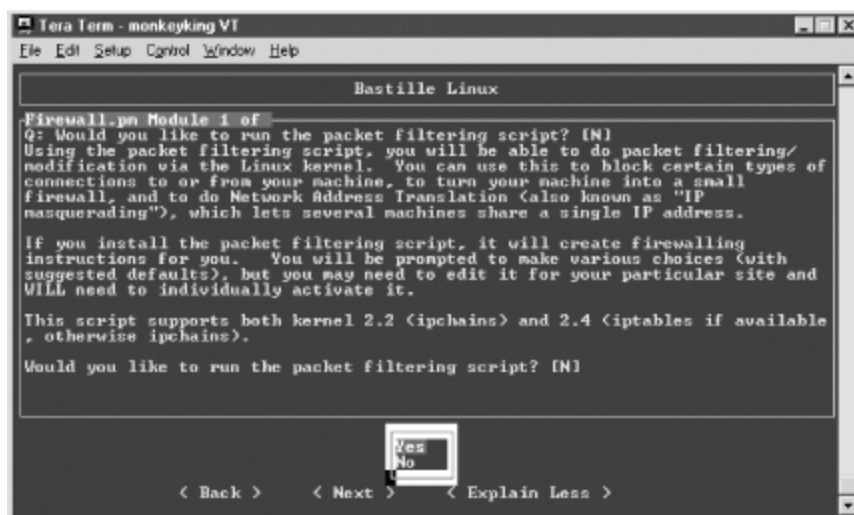 Tera Term - monkeyking VT
File Edit Setup Control Window Help
Bastille Linux
Firewall.pm Module 1 of
Q: Would you like to run the packet filtering script? [N]
Using the packet filtering script, you will be able to do packet filtering/
modification via the Linux kernel. You can use this to block certain types of
connections to or from your machine, to turn your machine into a small
firewall, and to do Network Address Translation (also known as "IP
masquerading"), which lets several machines share a single IP address.
If you install the packet filtering script, it will create firewalling
instructions for you. You will be prompted to make various choices (with
suggested defaults), but you may need to edit it for your particular site and
WILL need to individually activate it.
This script supports both kernel 2.2 (ipchains) and 2.4 (iptables if available
, otherwise ipchains).
Would you like to run the packet filtering script? [N]
Yes
No
< Back > < Next > < Explain Less >